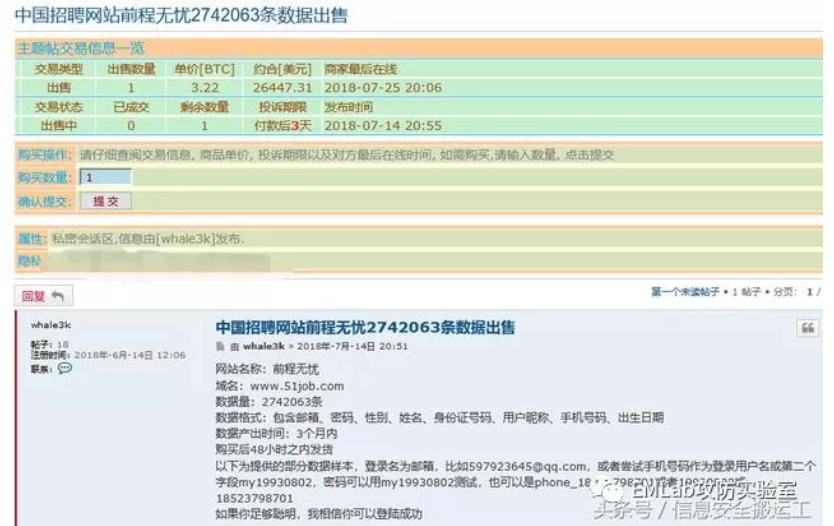 中国招聘网站前程无忧2742063条数据出售
主题帖交易信息一览
交易类型 出售数量 单价[BTC] 约合[美元] 商家最后在线
出售 1 3.22 26447.31 2018-07-25 20:06
交易状态 已成交 剩余数量 投诉期限 发布时间
出售中 0 1 付款后3天 2018-07-14 20:55
购买操作: 请仔细查阅交易信息, 商品单价, 投诉期限以及对方最后在线时间, 如需购买,请输入数量, 点击提交
购买数量: 1
确认提交: 提 交
属性: 私密会话区,信息由[whale3k]发布.
隐私
回复
第一个未读帖子 • 1 帖子 • 分页: 1 /
whale3k
帖子: 18
注册时间: 2018年-6月-14日 12:06
联系:
中国招聘网站前程无忧2742063条数据出售
由 whale3k » 2018年-7月-14日 20:51
网站名称: 前程无忧
域名: www.51job.com
数据量: 2742063条
数据格式: 包含邮箱、密码、性别、姓名、身份证号码、用户昵称、手机号码、出生日期
数据产出时间: 3个月内
购买后48小时之内发货
以下为提供的部分数据样本，登录名为邮箱，比如597923645@qq.com，或者尝试手机号码作为登录用户名或第二个
字段my19930802，密码可以用my19930802测试，也可以是phone_18
798701或者
18523798701
如果你足够聪明，我相信你可以登陆成功
EMLab攻防实验室
头条号 / 信息安全搬运工